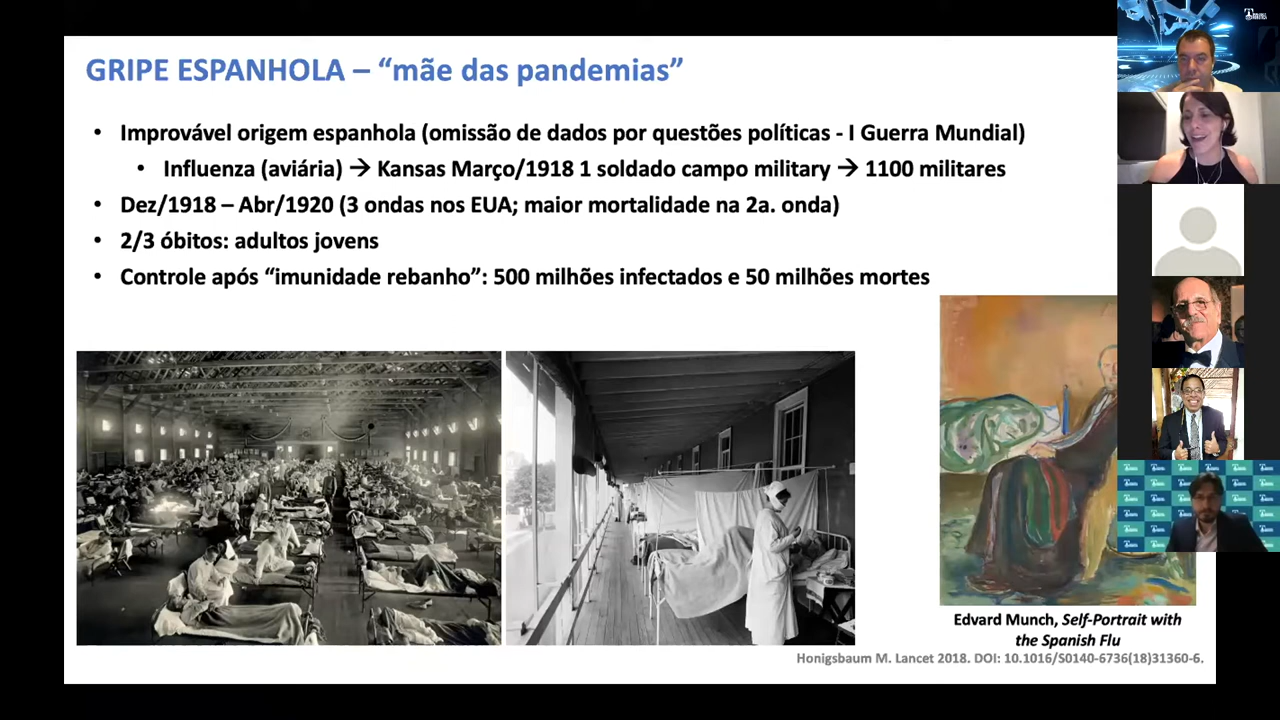 GRIPE ESPANHOLA – “mãe das pandemias”
• Improvável origem espanhola (omissão de dados por questões políticas - I Guerra Mundial)
• Influenza (aviária) → Kansas Março/1918 1 soldado campo military → 1100 militares
• Dez/1918 – Abr/1920 (3 ondas nos EUA; maior mortalidade na 2a. onda)
• 2/3 óbitos: adultos jovens
• Controle após “imunidade rebanho”: 500 milhões infectados e 50 milhões mortes
Edvard Munch, Self-Portrait with
the Spanish Flu
Honigsbaum M. Lancet 2018. DOI: 10.1016/S0140-6736(18)31360-6.